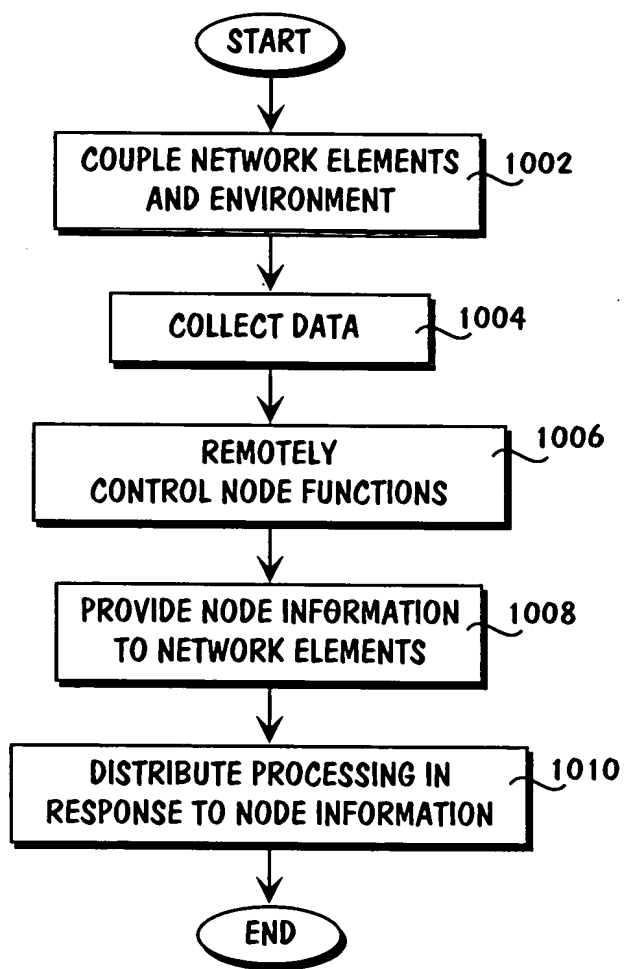 START
COUPLE NETWORK ELEMENTS
AND ENVIRONMENT
1002
COLLECT DATA
1004
REMOTELY
CONTROL NODE FUNCTIONS
1006
PROVIDE NODE INFORMATION
TO NETWORK ELEMENTS
1008
DISTRIBUTE PROCESSING IN
RESPONSE TO NODE INFORMATION
1010
END